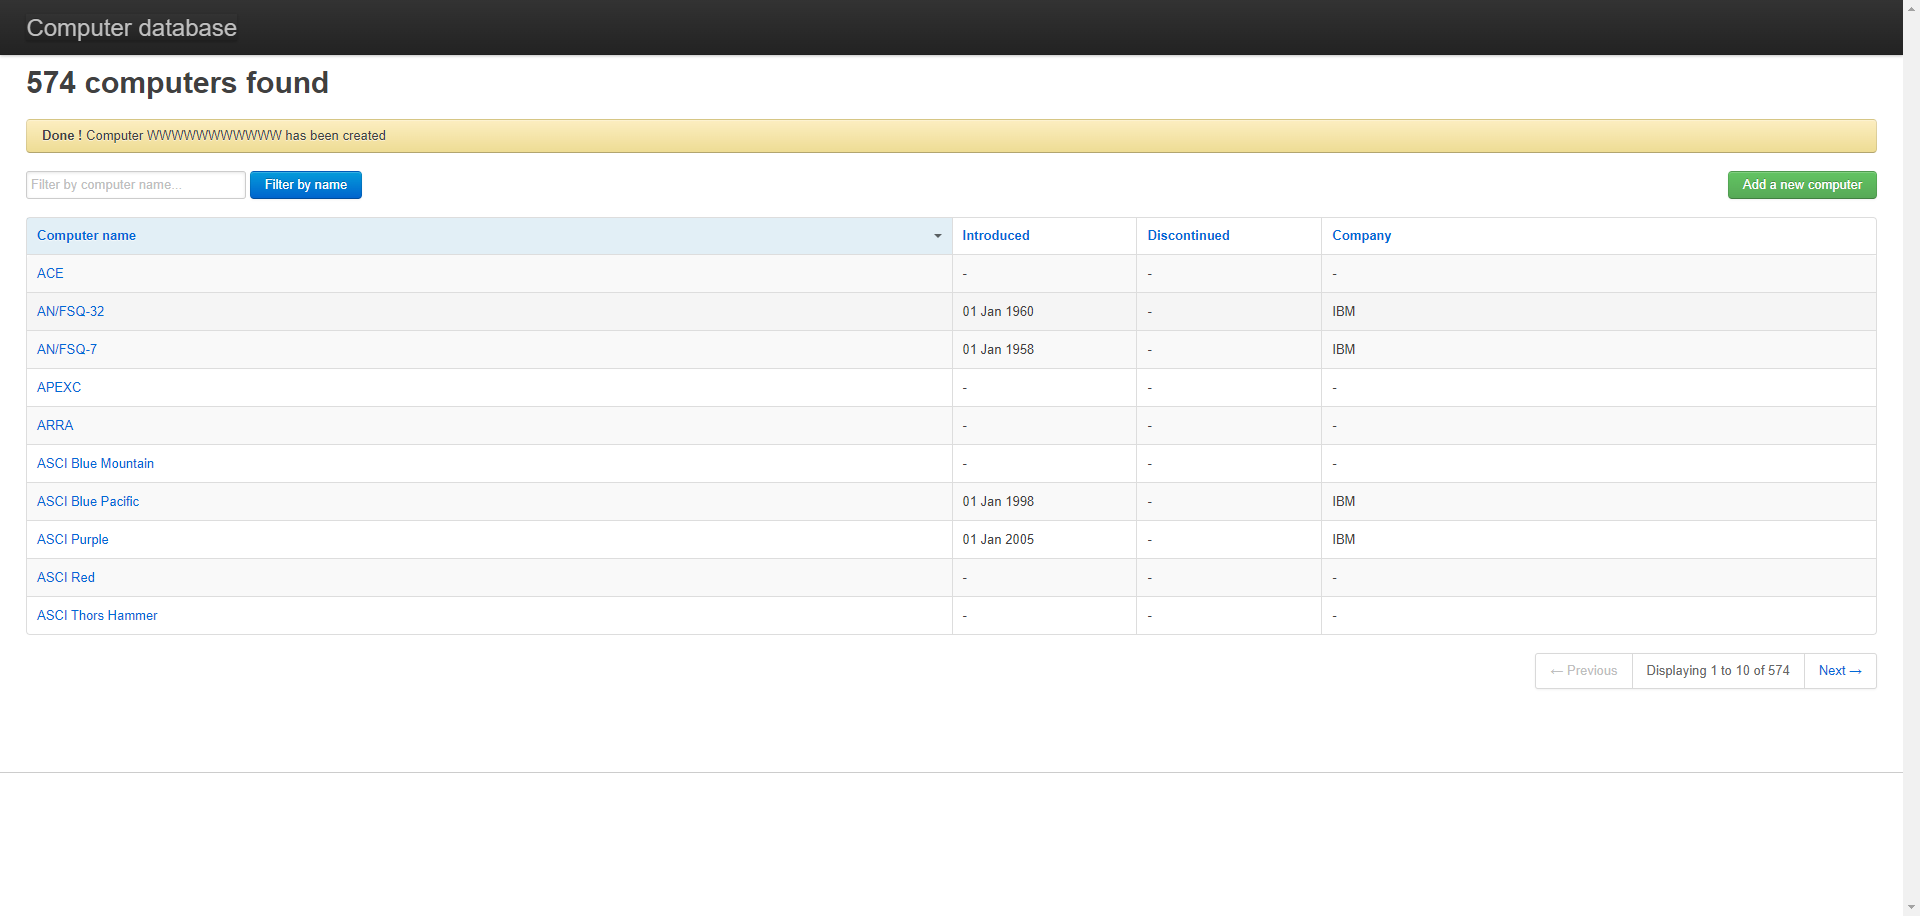 Computer database
574 computers found
Done ! Computer WWWWWWWWWWW has been created
Filter by computer name... Filter by name Add a new computer
Computer name Introduced Discontinued Company
ACE - - -
AN/FSQ-32 01 Jan 1960 - IBM
AN/FSQ-7 01 Jan 1958 - IBM
APEXC - - -
ARRA - - -
ASCI Blue Mountain - - -
ASCI Blue Pacific 01 Jan 1998 - IBM
ASCI Purple 01 Jan 2005 - IBM
ASCI Red - - -
ASCI Thors Hammer - - -
← Previous Displaying 1 to 10 of 574 Next →